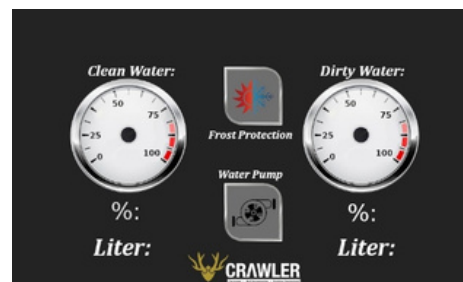 Clean Water:
50
75
25
0
100
%:
Liter:
Frost Protection
Water Pump
Dirty Water:
50
75
25
0
100
%:
Liter:
CRAWLER